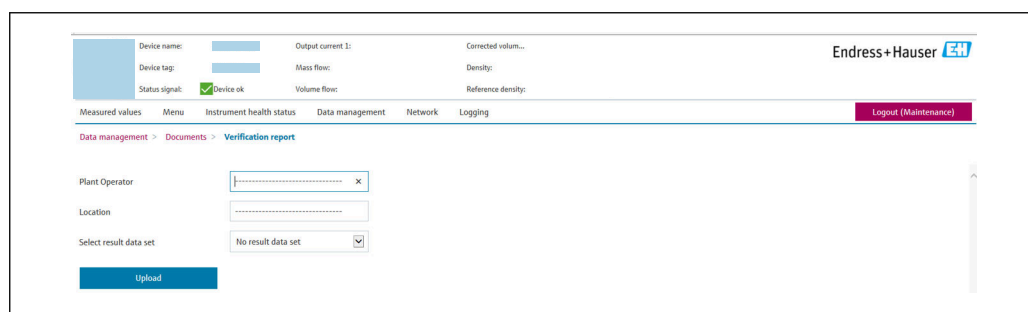 Device name: Output current 1: Corrected volum...
Endress+Hauser EH
Device tag: Mass flow: Density:
Status signal: Device ok Volume flow: Reference density:
Measured values Menu Instrument health status Data management Network Logging Logout (Maintenance)
Data management > Documents > Verification report
Plant Operator -------------------------------- ×
Location --------------------------------
Select result data set No result data set
Upload